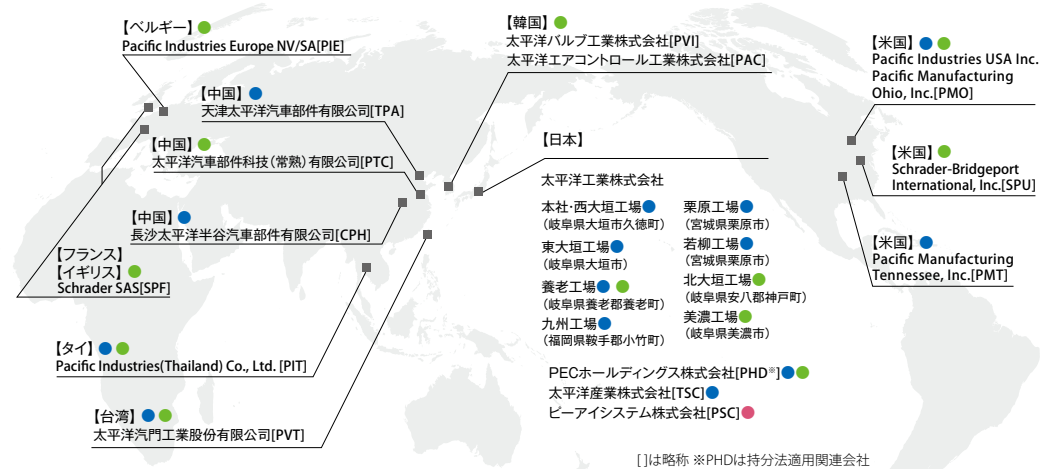 【ベルギー】
Pacific Industries Europe NV/SA[PIE]
【中国】
天津太平洋汽車部件有限公司[TPA]
【中国】
太平洋汽車部件科技(常熟)有限公司[PTC]
【中国】
長沙太平洋半谷汽車部件有限公司[CPH]
【フランス】
【イギリス】
Schrader SAS[SPF]
【タイ】
Pacific Industries(Thailand) Co., Ltd. [PIT]
【台湾】
太平洋汽門工業股份有限公司[PVT]
【韓国】
太平洋バルブ工業株式会社[PVI]
太平洋エアコントロール工業株式会社[PAC]
【日本】
太平洋工業株式会社
本社・西大垣工場
(岐阜県大垣市久徳町)
東大垣工場
(岐阜県大垣市)
養老工場
(岐阜県養老郡養老町)
九州工場
(福岡県鞍手郡小竹町)
栗原工場
(宮城県栗原市)
若柳工場
(宮城県栗原市)
北大垣工場
(岐阜県安八郡神戸町)
美濃工場
(岐阜県美濃市)
PECホールディングス株式会社[PHD※]
太平洋産業株式会社[TSC]
ピーアイシステム株式会社[PSC]
【米国】
Pacific Industries USA Inc.
Pacific Manufacturing
Ohio, Inc.[PMO]
【米国】
Schrader-Bridgeport
International, Inc.[SPU]
【米国】
Pacific Manufacturing
Tennessee, Inc.[PMT]
[ ]は略称 ※PHDは持分法適用関連会社